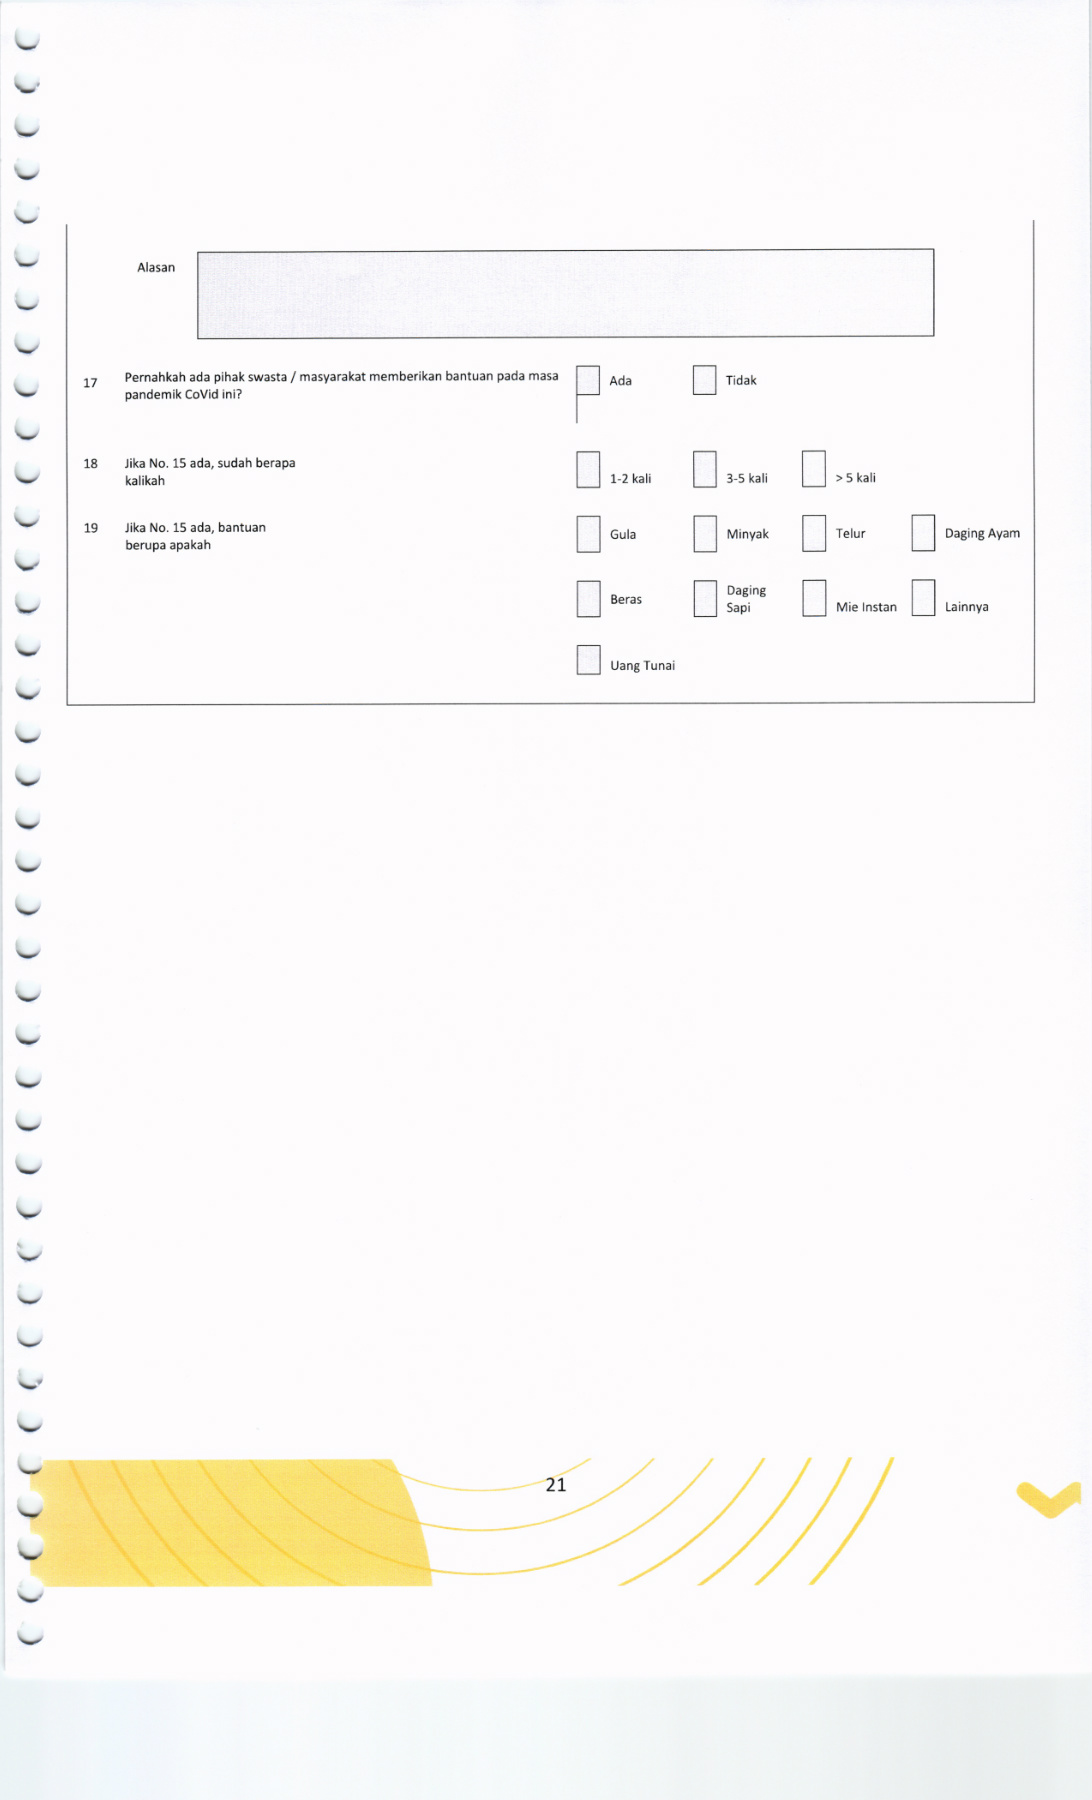 Alasan
17 Pernahkah ada pihak swasta / masyarakat memberikan bantuan pada masa Ada Tidak
pandemik CoVid ini?
18 Jika No. 15 ada, sudah berapa
kalikah 1-2 kali 3-5 kali > 5 kali
19 Jika No. 15 ada, bantuan
berupa apakah Gula Minyak Telur Daging Ayam
Beras Daging
Sapi Mie Instan Lainnya
Uang Tunai
21